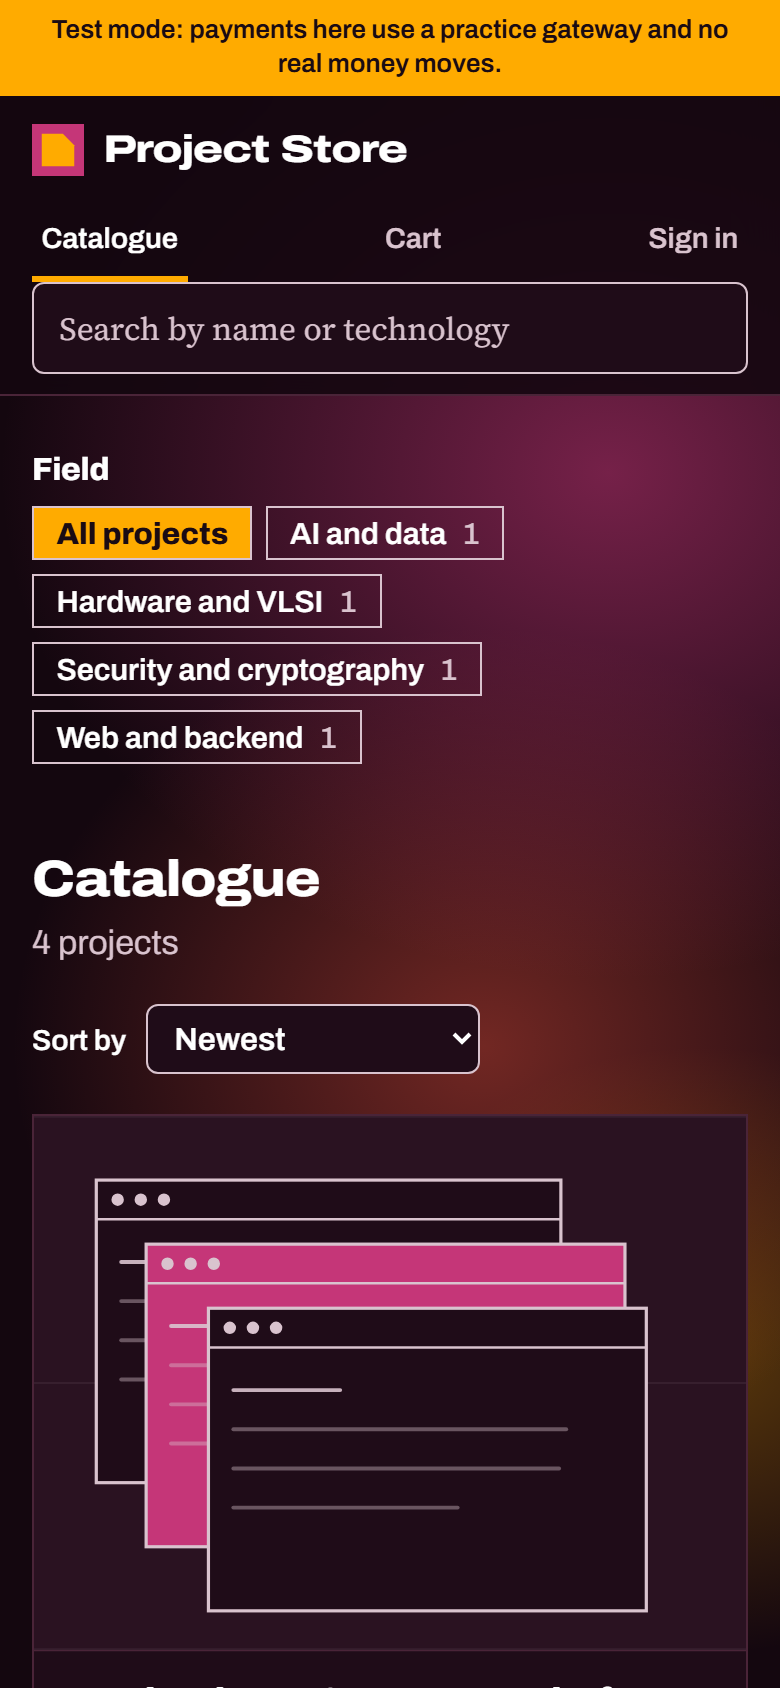 Test mode: payments here use a practice gateway and no
real money moves.
Project Store
Catalogue Cart Sign in
Search by name or technology
Field
All projects AI and data 1
Hardware and VLSI 1
Security and cryptography 1
Web and backend 1
Catalogue
4 projects
Sort by Newest